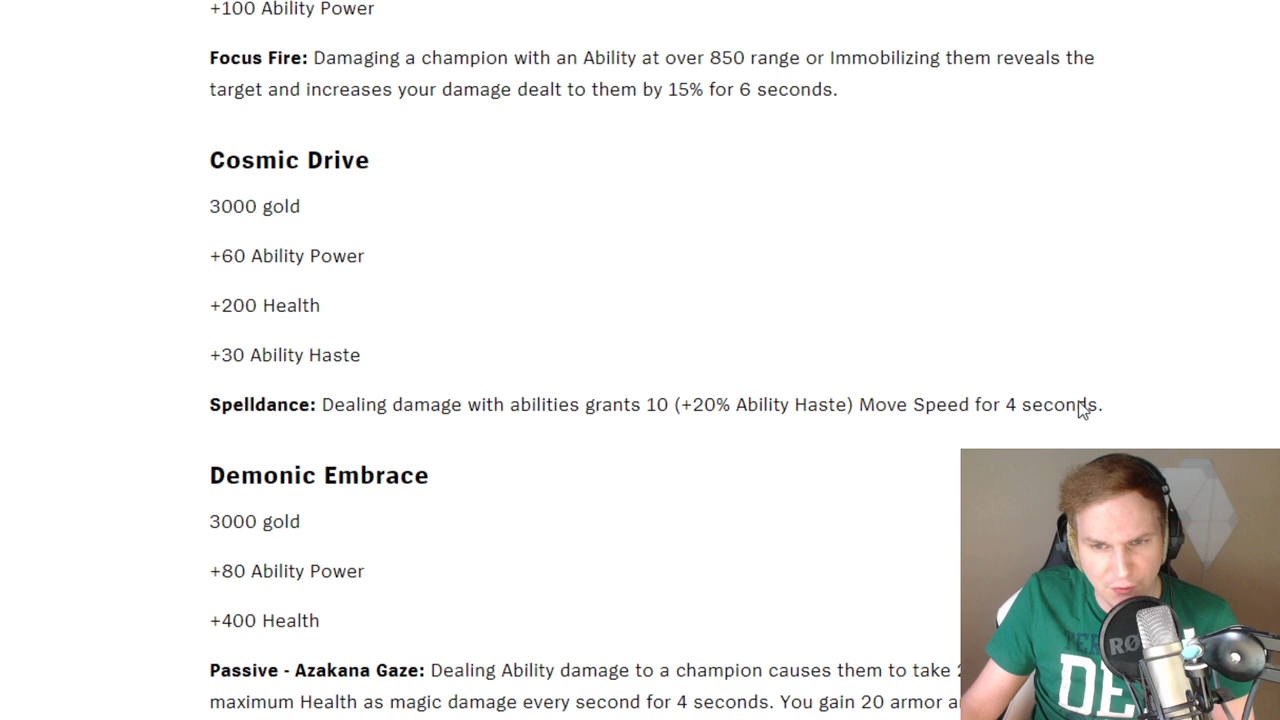 +100 Ability Power
Focus Fire: Damaging a champion with an Ability at over 850 range or Immobilizing them reveals the
target and increases your damage dealt to them by 15% for 6 seconds.
Cosmic Drive
3000 gold
+60 Ability Power
+200 Health
+30 Ability Haste
Spelldance: Dealing damage with abilities grants 10 (+20% Ability Haste) Move Speed for 4 seconds.
Demonic Embrace
3000 gold
+80 Ability Power
+400 Health
Passive - Azakana Gaze: Dealing Ability damage to a champion causes them to take
maximum Health as magic damage every second for 4 seconds. You gain 20 armor
RØ
DE